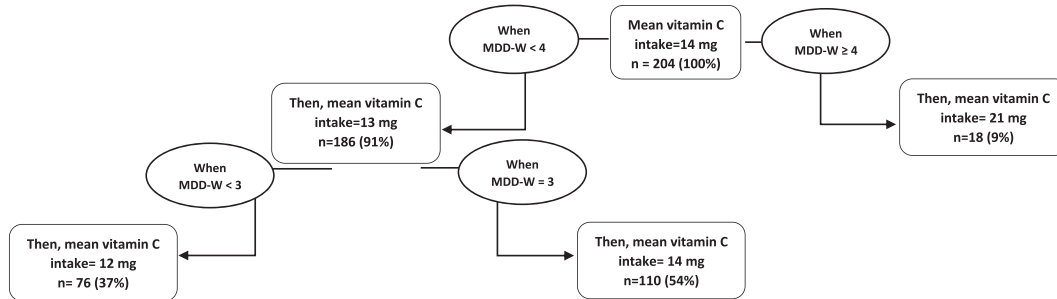 When
MDD-W < 4
Mean vitamin C
intake=14 mg
n = 204 (100%)
When
MDD-W ≥ 4
Then, mean vitamin C
intake=13 mg
n=186 (91%)
Then, mean vitamin C
intake= 21 mg
n=18 (9%)
When
MDD-W < 3
When
MDD-W = 3
Then, mean vitamin C
intake= 12 mg
n= 76 (37%)
Then, mean vitamin C
intake= 14 mg
n=110 (54%)